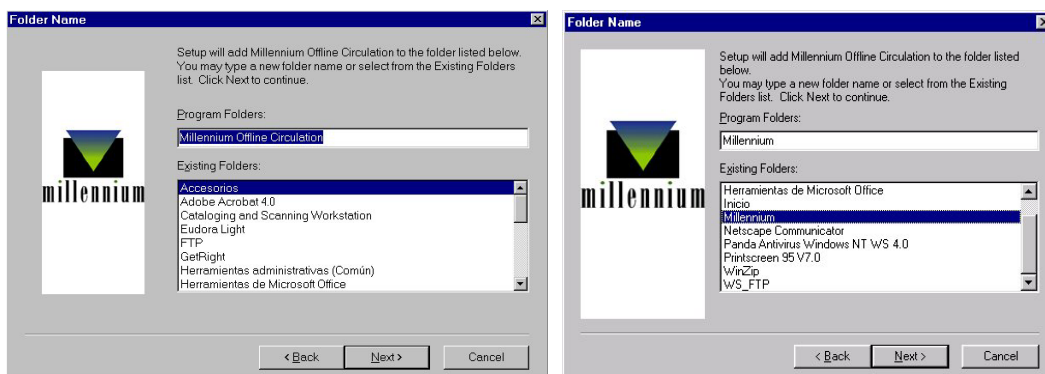 Folder Name
Setup will add Millennium Offline Circulation to the folder listed below.
You may type a new folder name or select from the Existing Folders
list. Click Next to continue.
Program Folders:
Millennium Offline Circulation
Existing Folders:
Accesorios
Adobe Acrobat 4.0
Cataloging and Scanning Workstation
Eudora Light
FTP
GetRight
Herramientas administrativas (Común)
Herramientas de Microsoft Office
millennium
< Back
Next >
Cancel
Folder Name
Setup will add Millennium Offline Circulation to the folder listed
below.
You may type a new folder name or select from the Existing
Folders list. Click Next to continue.
Program Folders:
Millennium
Existing Folders:
Herramientas de Microsoft Office
Inicio
Millennium
Netscape Communicator
Panda Antivirus Windows NT WS 4.0
Printscreen 95 V7.0
WinZip
WS_FTP
millennium
< Back
Next >
Cancel